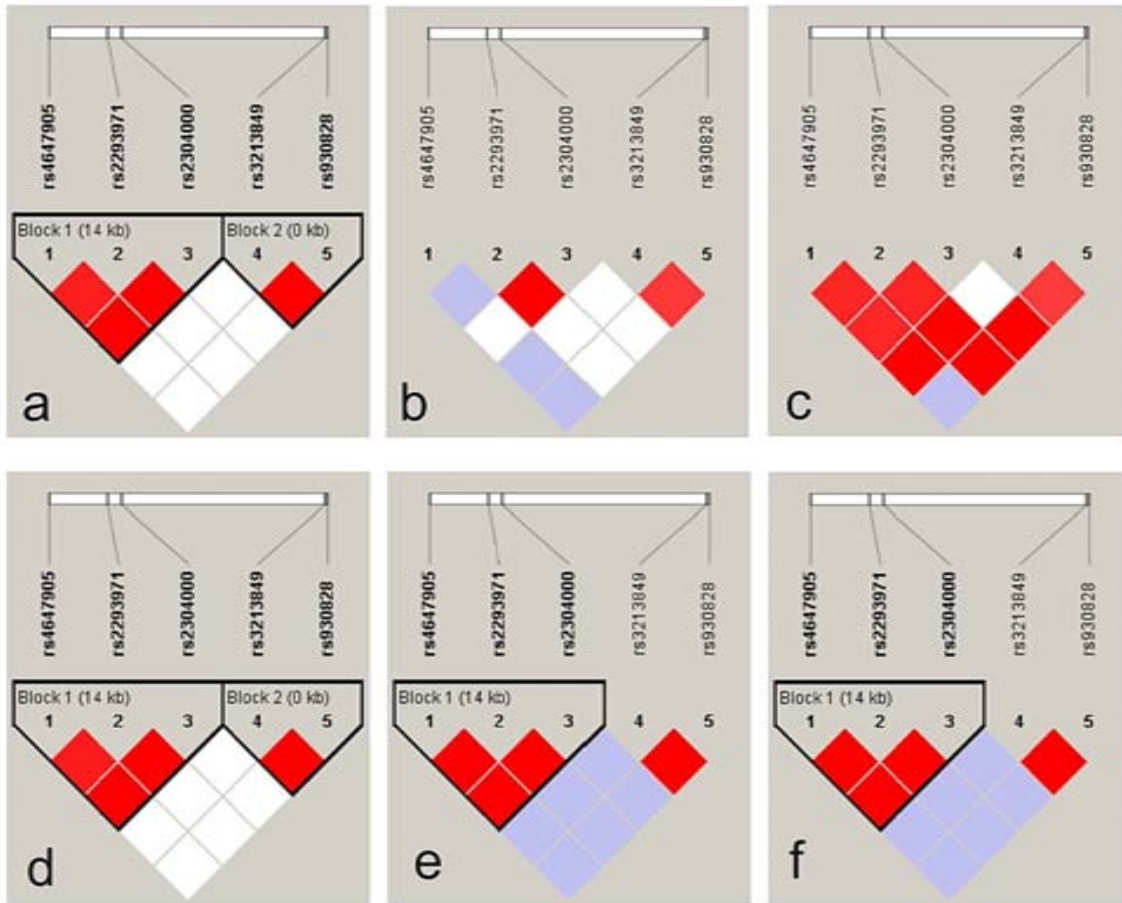 rs4647905 rs2293971 rs2304000 rs3213849 rs930828
Block 1 (14 kb) Block 2 (0 kb)
1 2 3 4 5
a
rs4647905 rs2293971 rs2304000 rs3213849 rs930828
1 2 3 4 5
b
rs4647905 rs2293971 rs2304000 rs3213849 rs930828
1 2 3 4 5
c
rs4647905 rs2293971 rs2304000 rs3213849 rs930828
Block 1 (14 kb) Block 2 (0 kb)
1 2 3 4 5
d
rs4647905 rs2293971 rs2304000 rs3213849 rs930828
Block 1 (14 kb)
1 2 3 4 5
e
rs4647905 rs2293971 rs2304000 rs3213849 rs930828
Block 1 (14 kb)
1 2 3 4 5
f